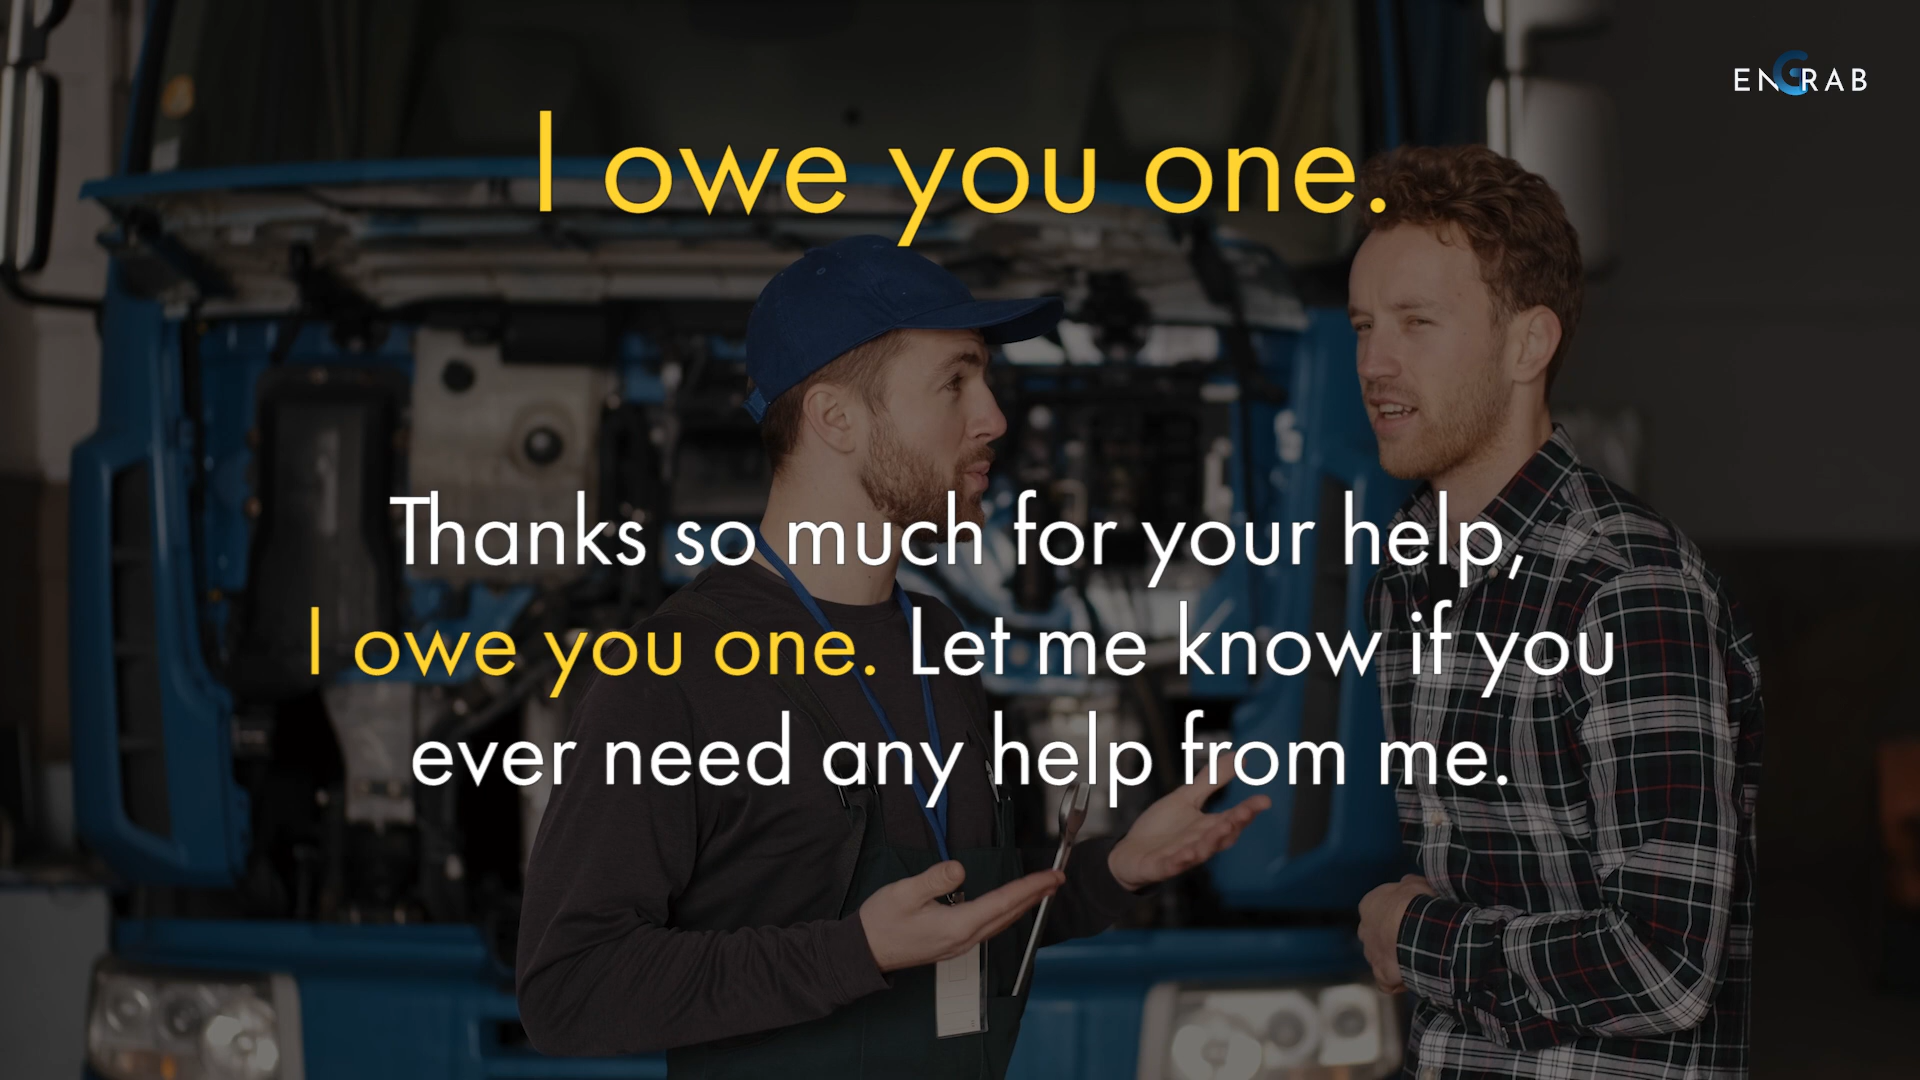 ENGRAB
I owe you one.
Thanks so much for your help,
I owe you one. Let me know if you
ever need any help from me.